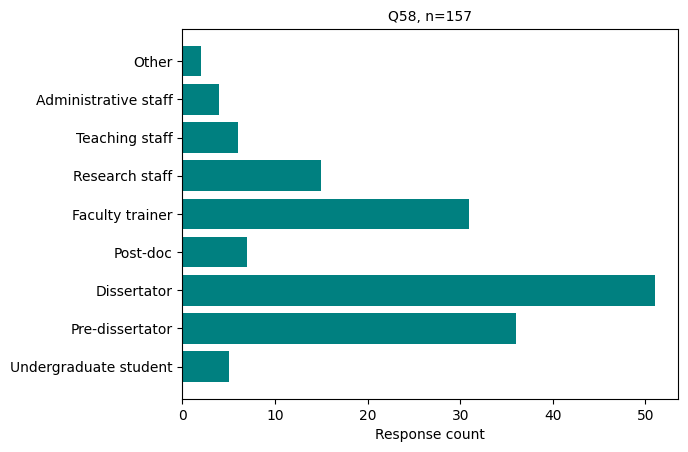 Q58, n=157
Other
Administrative staff
Teaching staff
Research staff
Faculty trainer
Post-doc
Dissertator
Pre-dissertator
Undergraduate student
0 10 20 30 40 50
Response count